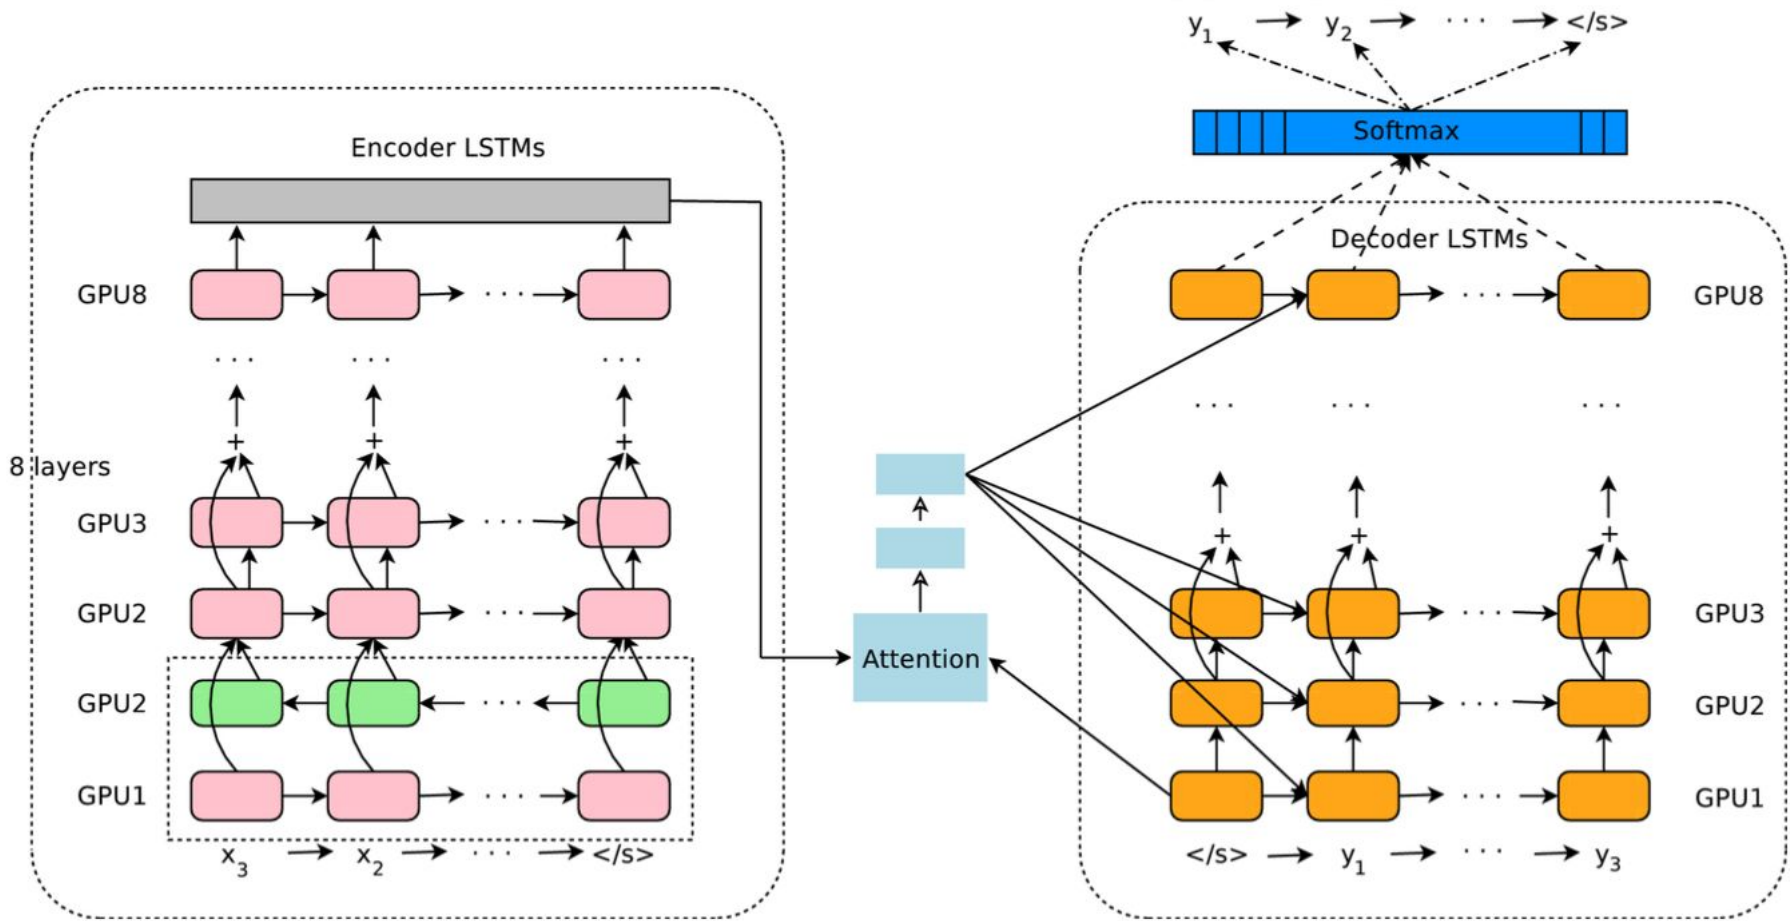 y1 y2 ... </s>
Softmax
Encoder LSTMs
Decoder LSTMs
GPU8 ... ... GPU8
... ... ... ... ... ...
8 layers
GPU3 ...
GPU2 ... ... GPU3
Attention
GPU2 ... ... GPU2
GPU1 ... ... GPU1
x3 x2 ... </s>
</s> y1 ... y3